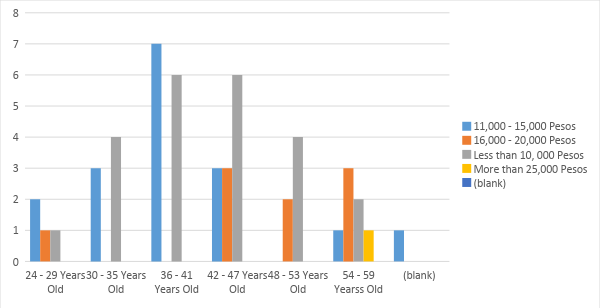 8
7
6
5
4
3
2
1
0
24 - 29 Years
Old
30 - 35 Years
Old
36 - 41
Years Old
42 - 47 Years
Old
48 - 53 Years
Old
54 - 59
Yearss Old
(blank)
11,000 - 15,000 Pesos
16,000 - 20,000 Pesos
Less than 10, 000 Pesos
More than 25,000 Pesos
(blank)